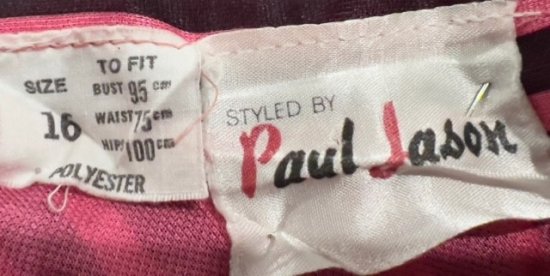 SIZE
16
TO FIT
BUST 95 cm
WAIST 75 cm
HIPS 100 cm
POLYESTER
STYLED BY
Paul Jason